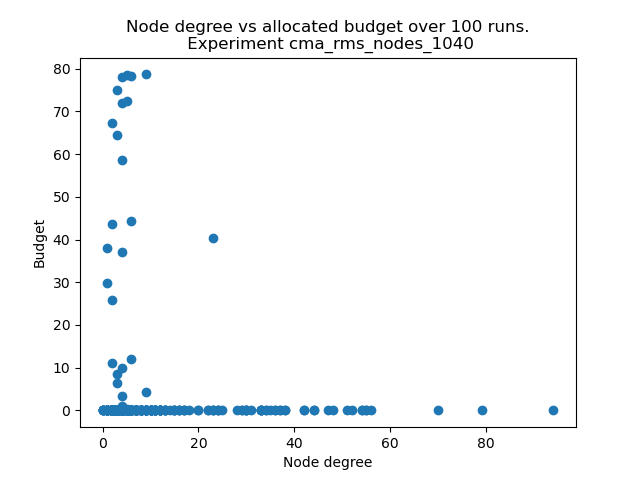 Node degree vs allocated budget over 100 runs.
Experiment cma_rms_nodes_1040
80
70
60
50
40
30
20
10
0
Budget
0 20 40 60 80
Node degree